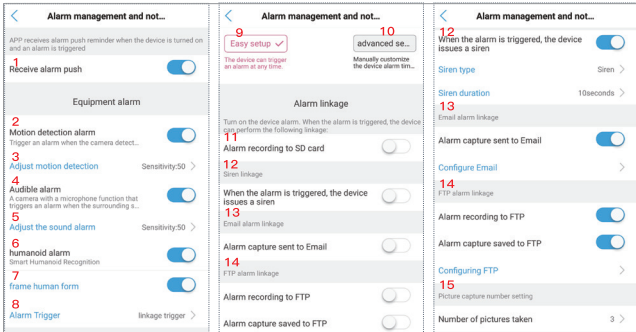 Alarm management and not...
APP receives alarm push reminder when the device is turned on
and an alarm is triggered
1
Receive alarm push
Equipment alarm
2
Motion detection alarm
Trigger an alarm when the camera detect...
3
Adjust motion detection Sensitivity:50
4
Audible alarm
A camera with a microphone function that
triggers an alarm when the surrounding s...
5
Adjust the sound alarm Sensitivity:50
6
humanoid alarm
Smart Humanoid Recognition
7
frame human form
8
Alarm Trigger linkage trigger
Alarm management and not...
9 10
Easy setup advanced se...
The device can trigger
an alarm at any time.
Manually customize
the device alarm tim...
Alarm linkage
Turn on the device alarm. When the alarm is triggered, the device
can perform the following linkage:
11
Alarm recording to SD card
12
Siren linkage
When the alarm is triggered, the device
issues a siren
13
Email alarm linkage
Alarm capture sent to Email
14
FTP alarm linkage
Alarm recording to FTP
Alarm capture saved to FTP
Alarm management and not...
12
When the alarm is triggered, the device
issues a siren
Siren type Siren
Siren duration 10seconds
13
Email alarm linkage
Alarm capture sent to Email
Configure Email
14
FTP alarm linkage
Alarm recording to FTP
Alarm capture saved to FTP
Configuring FTP
15
Picture capture number setting
Number of pictures taken 3